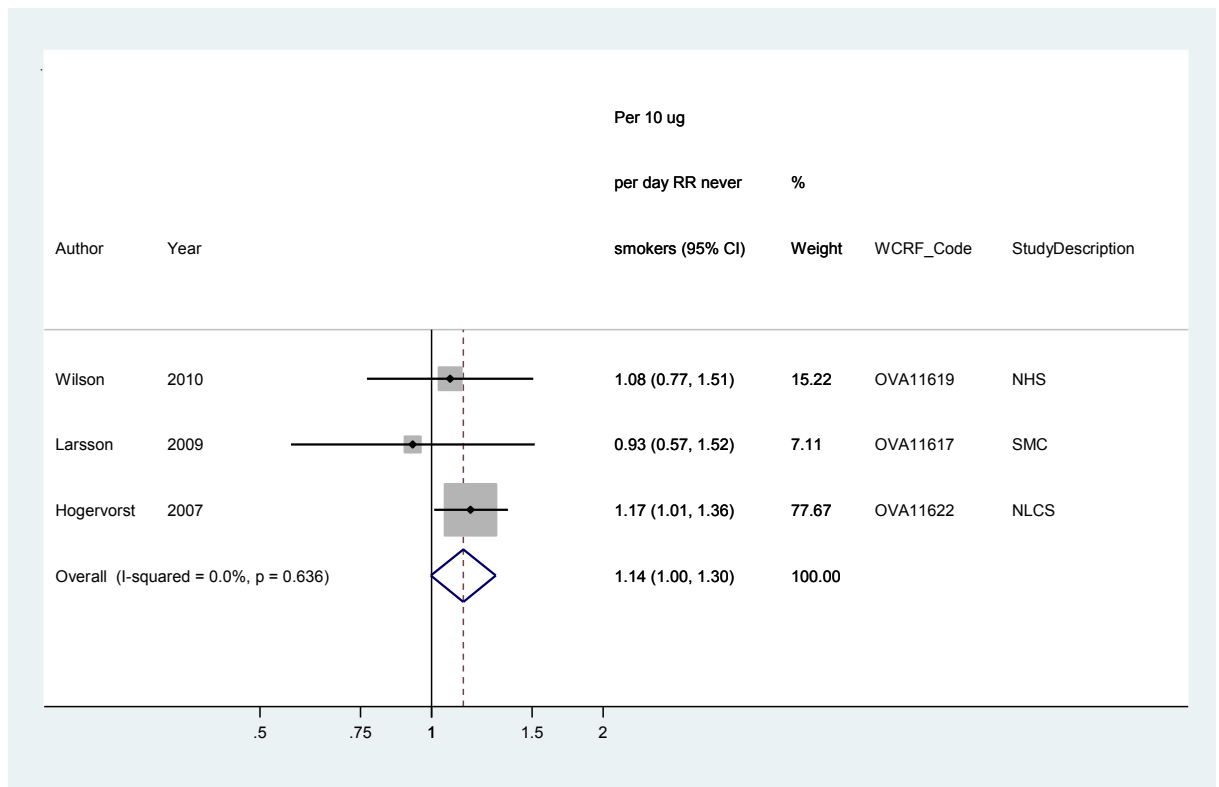 Per 10 ug
per day RR never %
Author Year smokers (95% CI) Weight WCRF_Code StudyDescription
Wilson 2010 1.08 (0.77, 1.51) 15.22 OVA11619 NHS
Larsson 2009 0.93 (0.57, 1.52) 7.11 OVA11617 SMC
Hogervorst 2007 1.17 (1.01, 1.36) 77.67 OVA11622 NLCS
Overall (I-squared = 0.0%, p = 0.636) 1.14 (1.00, 1.30) 100.00
.5 .75 1 1.5 2